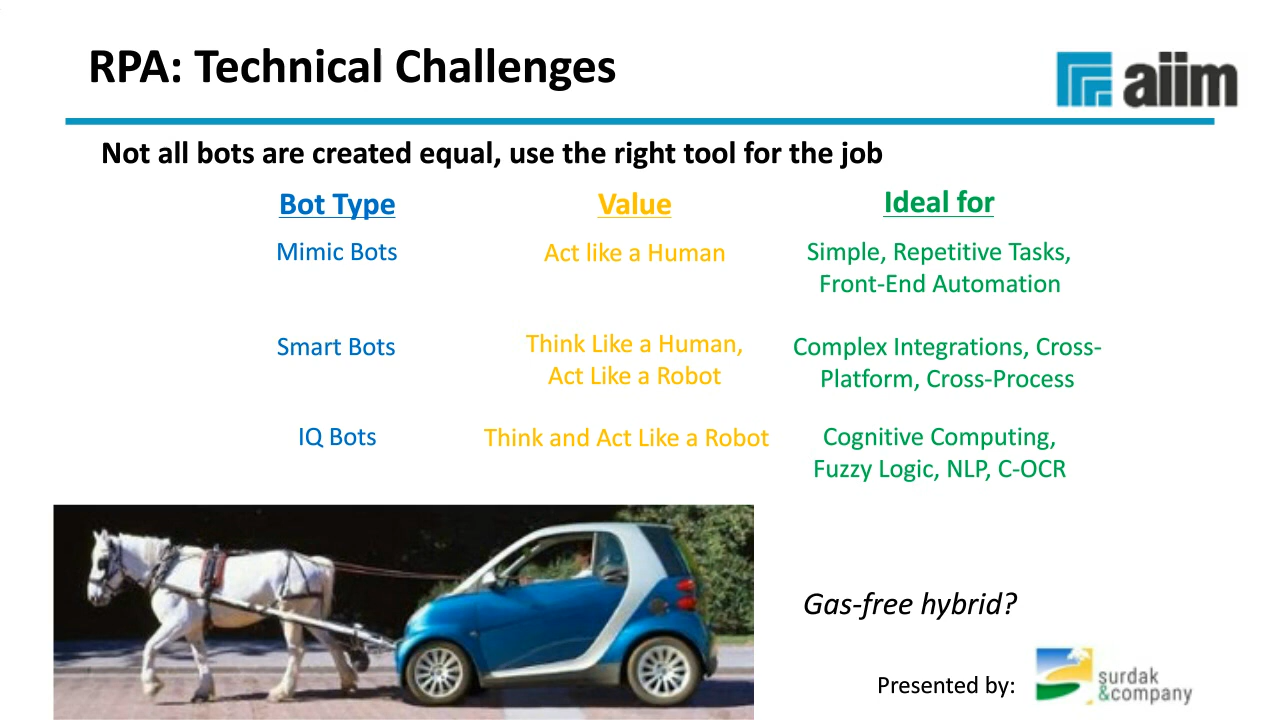 RPA: Technical Challenges
aiim
Not all bots are created equal, use the right tool for the job
Bot Type
Value
Ideal for
Mimic Bots
Act like a Human
Simple, Repetitive Tasks,
Front-End Automation
Smart Bots
Think Like a Human,
Act Like a Robot
Complex Integrations, Cross-
Platform, Cross-Process
IQ Bots
Think and Act Like a Robot
Cognitive Computing,
Fuzzy Logic, NLP, C-OCR
Gas-free hybrid?
Presented by:
surdak
&company